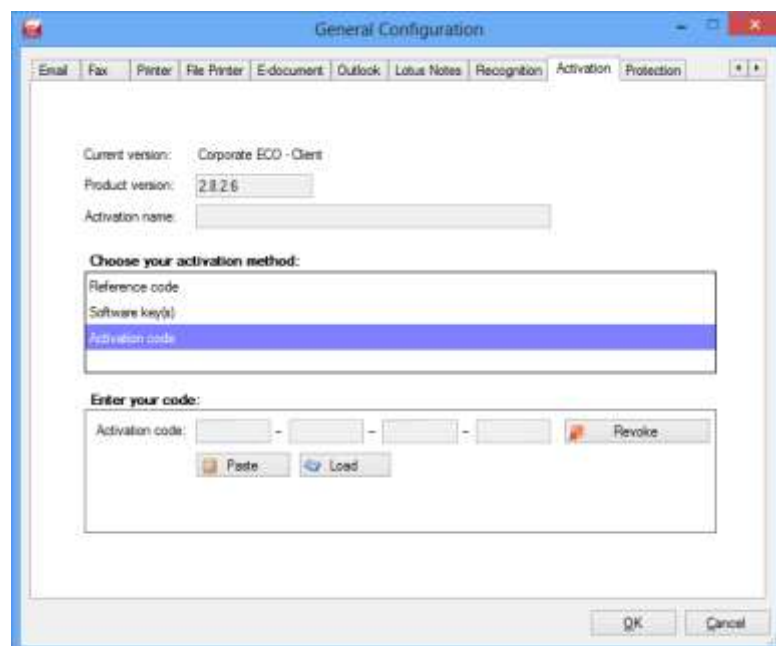 General Configuration
Email Fax Printer File Printer E-document Outlook Lotus Notes Recognition Activation Protection
Current version: Corporate ECO - Client
Product version: 2.8.2.6
Activation name:
Choose your activation method:
Reference code
Software key(s)
Activation code
Enter your code:
Activation code: - - - Revoke
Paste Load
OK Cancel